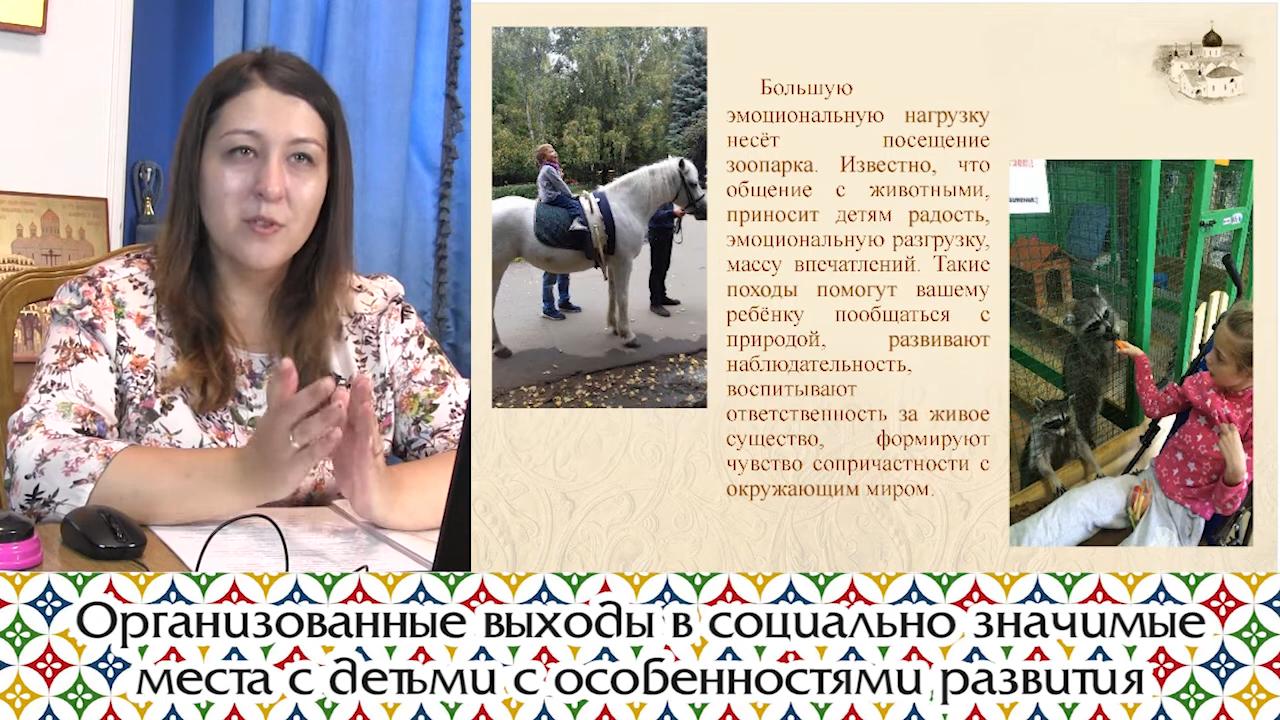 Большую
эмоциональную нагрузку
несёт посещение
зоопарка. Известно, что
общение с животными,
приносит детям радость,
эмоциональную разгрузку,
массу впечатлений. Такие
походы помогут вашему
ребёнку пообщаться с
природой, развивают
наблюдательность,
воспитывают
ответственность за живое
существо, формируют
чувство сопричастности с
окружающим миром.
Организованные выходы в социально значимые
места с детьми с особенностями развития